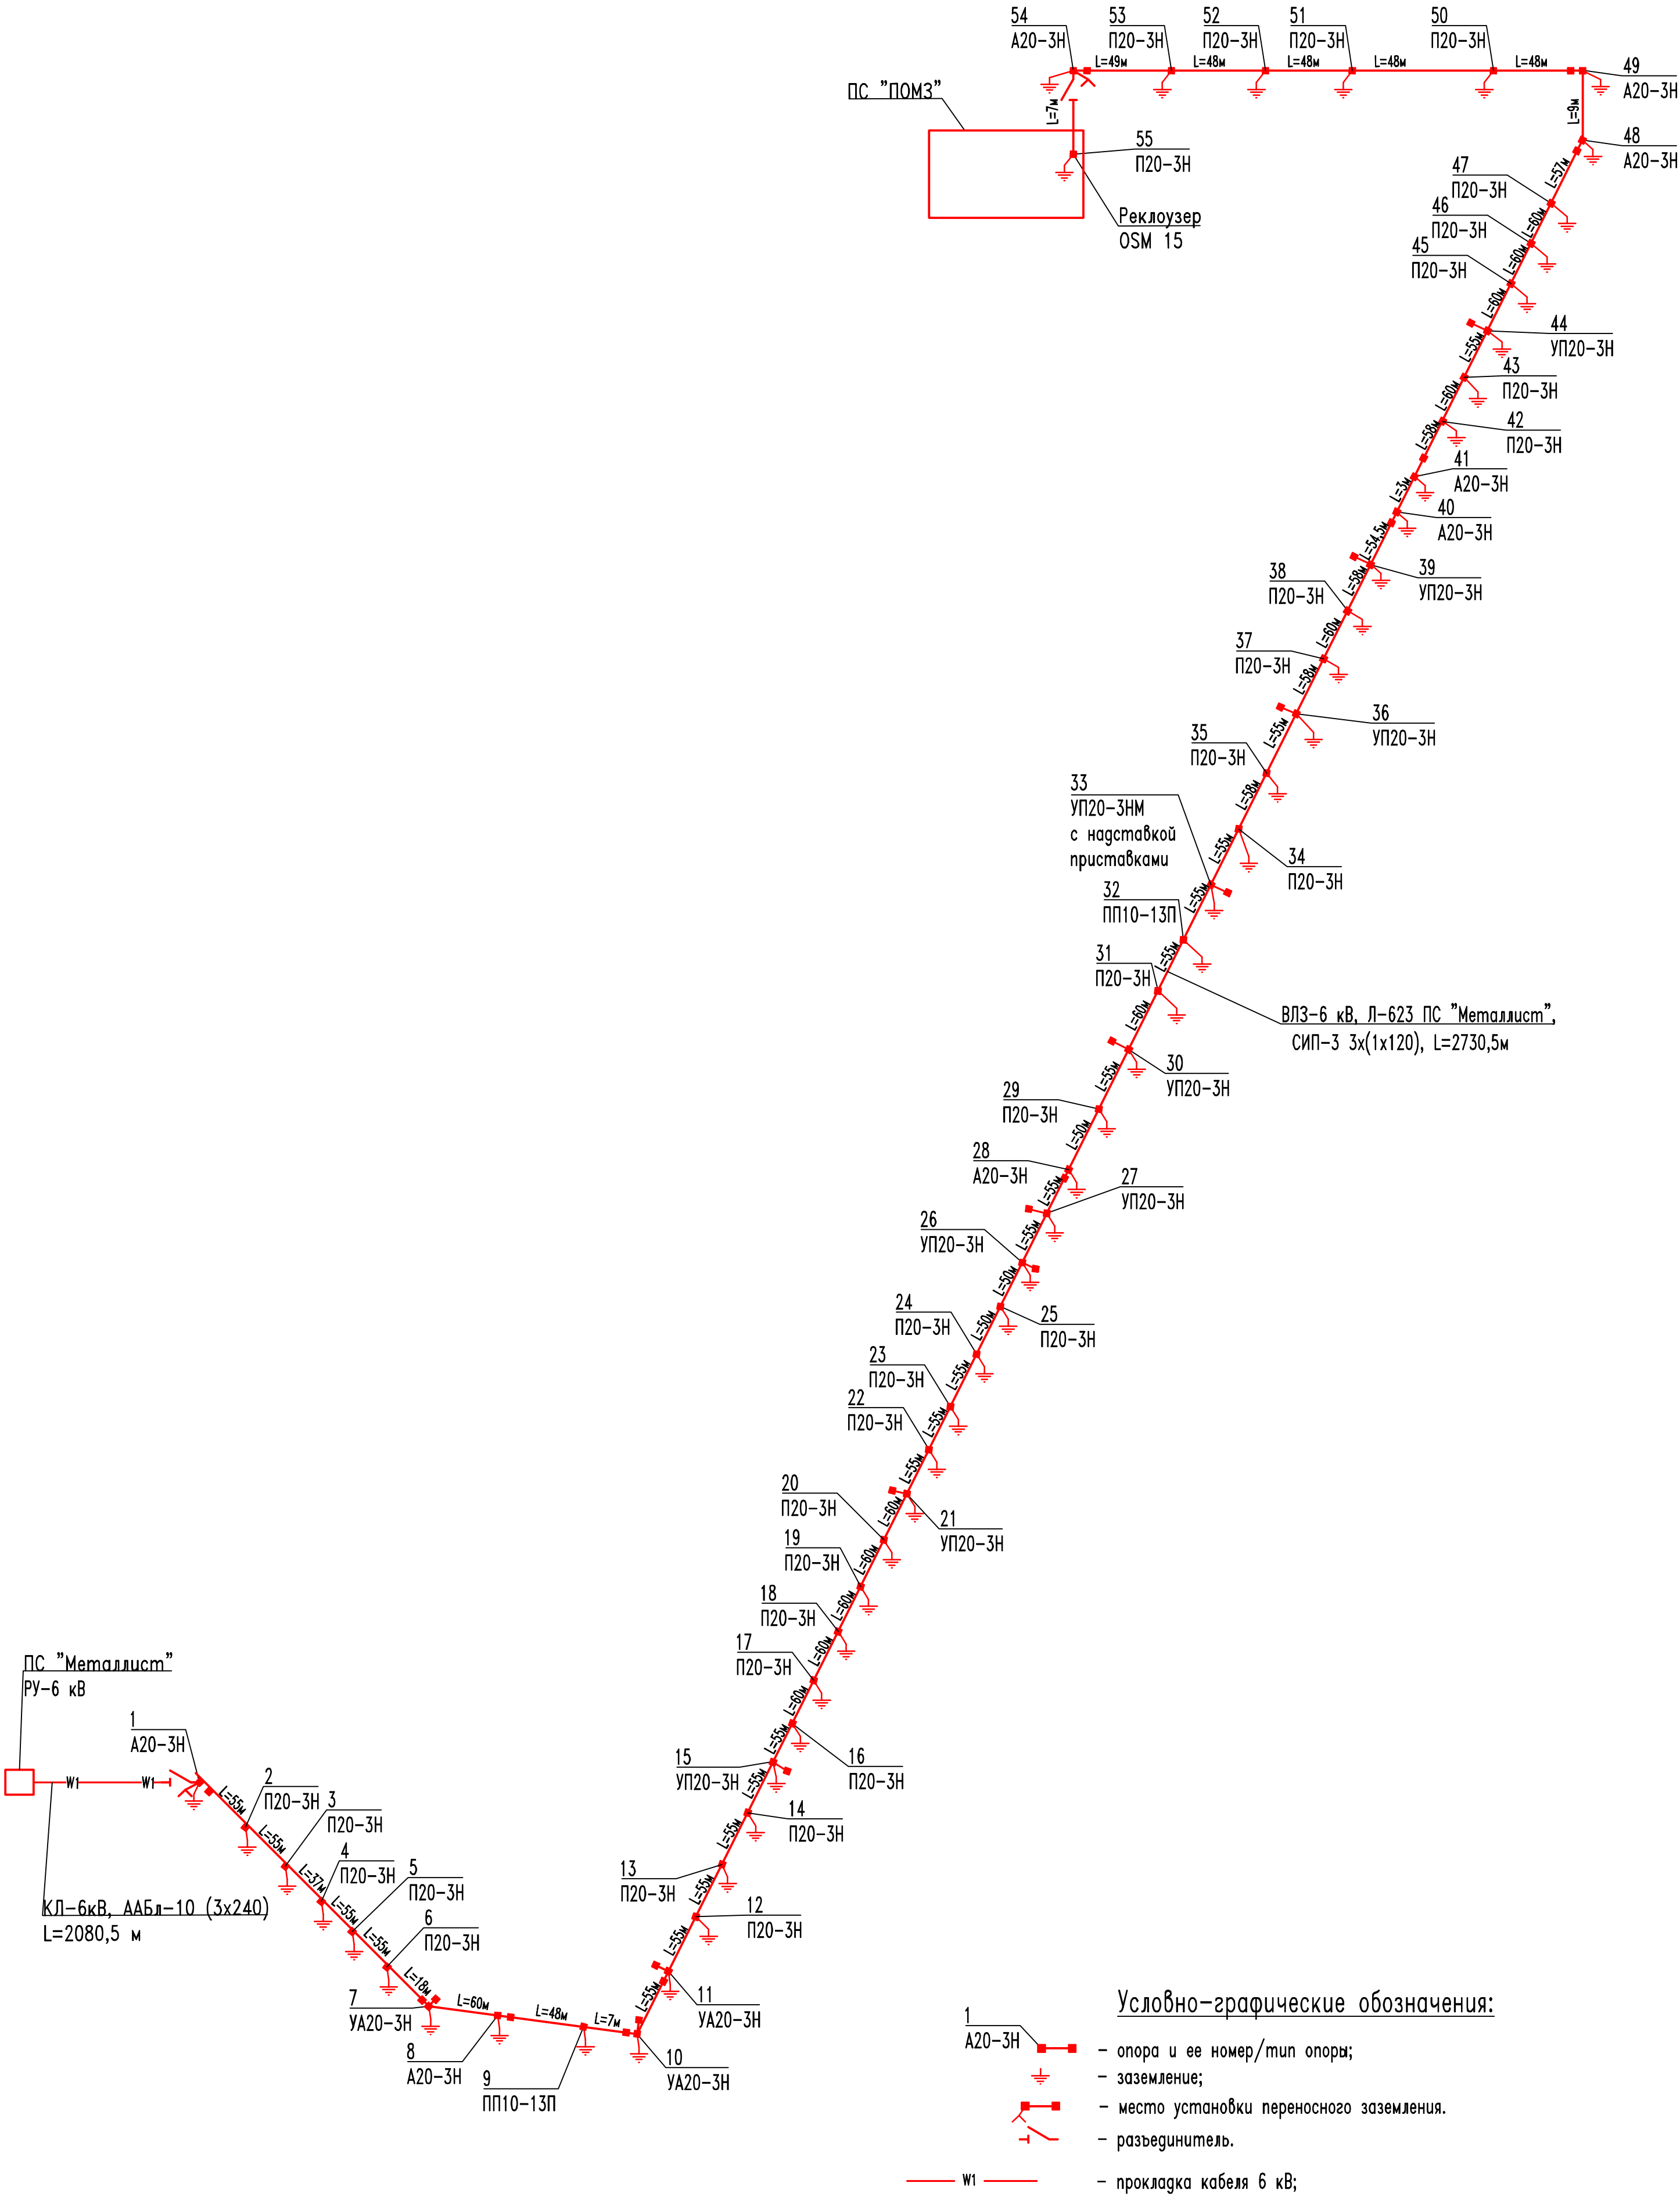 54
А20-3Н
53
П20-3Н
52
П20-3Н
51
П20-3Н
50
П20-3Н
L=49м
L=48м
L=48м
L=48м
L=48м
49
А20-3Н
ПС "ПОМЗ"
L=7м
L=9м
55
П20-3Н
48
А20-3Н
Реклоузер
OSM 15
L=57м
47
П20-3Н
L=60м
46
П20-3Н
L=60м
45
П20-3Н
L=60м
44
УП20-3Н
L=55м
43
П20-3Н
L=60м
42
П20-3Н
L=58м
41
А20-3Н
L=3м
40
А20-3Н
L=54,5м
39
УП20-3Н
L=58м
38
П20-3Н
L=60м
37
П20-3Н
L=58м
36
УП20-3Н
L=55м
35
П20-3Н
L=58м
33
УП20-3НМ
с надставкой
приставками
L=55м
34
П20-3Н
L=55м
32
ПП10-13П
L=55м
31
П20-3Н
ВЛЗ-6 кВ, Л-623 ПС "Металлист",
СИП-3 3х(1х120), L=2730,5м
L=60м
30
УП20-3Н
L=55м
29
П20-3Н
L=50м
28
А20-3Н
L=55м
27
УП20-3Н
L=55м
26
УП20-3Н
L=50м
25
П20-3Н
L=50м
24
П20-3Н
L=55м
23
П20-3Н
L=55м
22
П20-3Н
L=55м
21
УП20-3Н
L=60м
20
П20-3Н
L=60м
19
П20-3Н
L=60м
18
П20-3Н
L=60м
17
П20-3Н
L=60м
16
П20-3Н
L=55м
15
УП20-3Н
L=55м
14
П20-3Н
L=55м
13
П20-3Н
L=55м
12
П20-3Н
L=55м
11
УА20-3Н
L=55м
ПС "Металлист"
РУ-6 кВ
1
А20-3Н
W1
W1
L=55м
2
П20-3Н
L=55м
3
П20-3Н
L=37м
4
П20-3Н
L=55м
5
П20-3Н
L=55м
6
П20-3Н
КЛ-6кВ, ААБл-10 (3х240)
L=2080,5 м
L=18м
7
УА20-3Н
L=60м
L=48м
L=7м
8
А20-3Н
9
ПП10-13П
10
УА20-3Н
Условно-графические обозначения:
1
А20-3Н
- опора и ее номер/тип опоры;
- заземление;
- место установки переносного заземления.
- разъединитель.
W1
- прокладка кабеля 6 кВ;